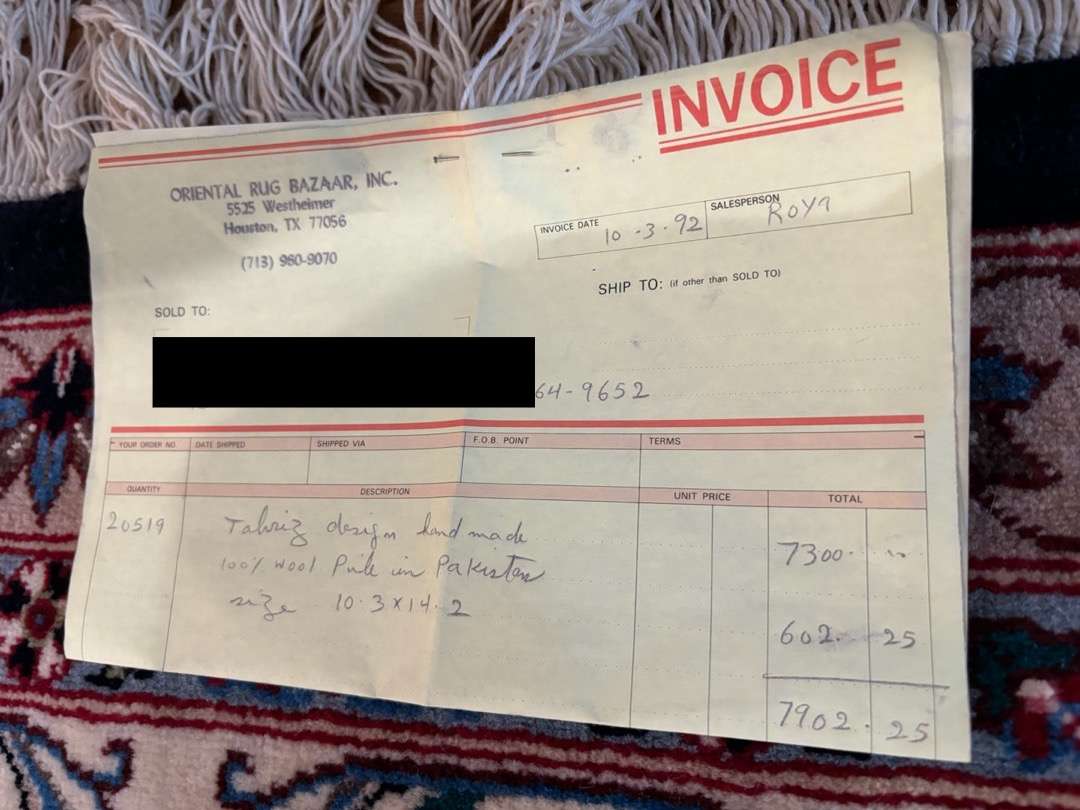 INVOICE
ORIENTAL RUG BAZAAR, INC.
5525 Westheimer
Houston, TX 77056
(713) 960-9070
INVOICE DATE 10-3-92
SALESPERSON Roya
SHIP TO: (if other than SOLD TO)
SOLD TO:
64-9652
YOUR ORDER NO. DATE SHIPPED SHIPPED VIA F.O.B. POINT TERMS
QUANTITY DESCRIPTION UNIT PRICE TOTAL
20519 Tabriz design hand made 7300.
100% wool Pile in Pakistan
size 10.3x14.2 602. 25
7902. 25